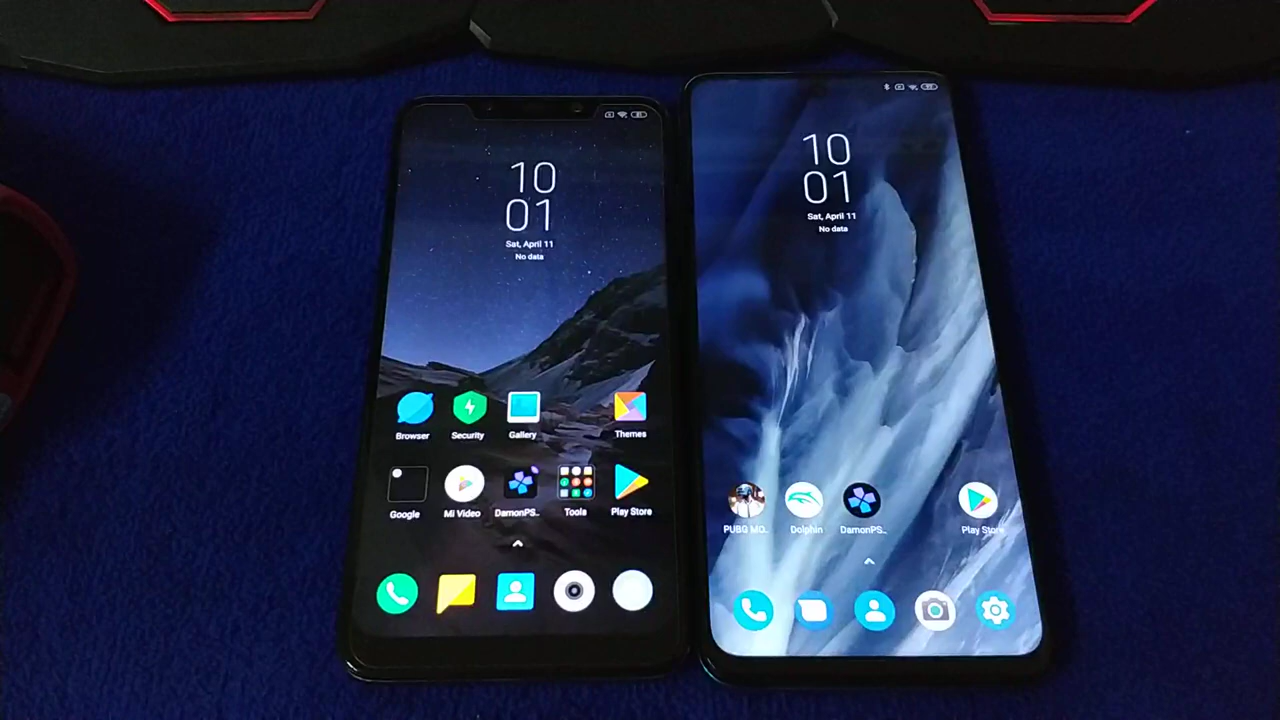 10
01
Sat, April 11
No data
Browser
Security
Gallery
Themes
Google
Mi Video
DamonPS..
Tools
Play Store
10
01
Sat, April 11
No data
PUBG MO..
Dolphin
DamonPS..
Play Store